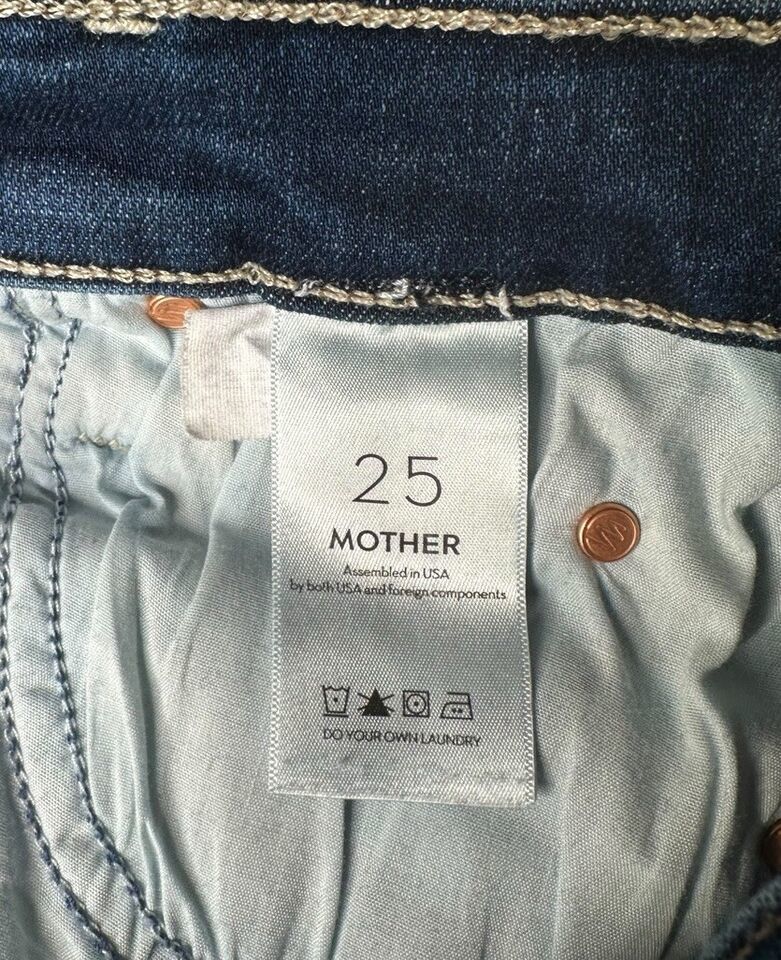 25
MOTHER
Assembled in USA
by both USA and foreign components
DO YOUR OWN LAUNDRY